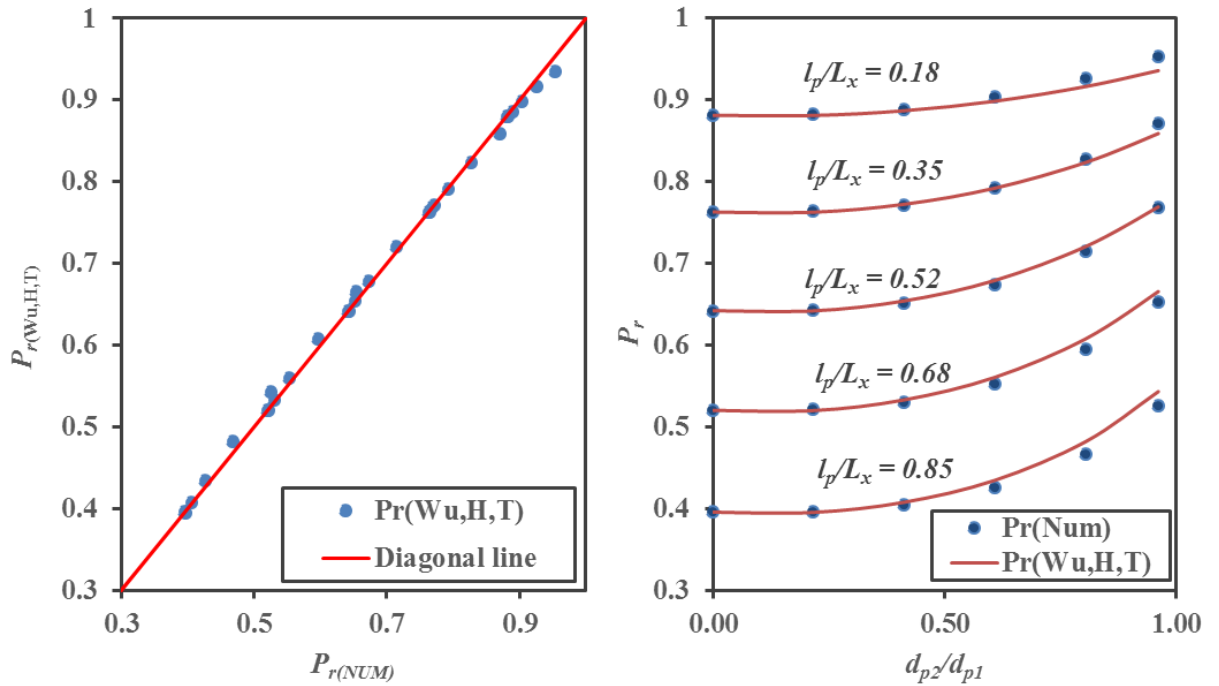 1
0.9
0.8
0.7
0.6
0.5
0.4
0.3
P_r(Wu,H,T)
0.3
0.5
0.7
0.9
P_r(NUM)
Pr(Wu,H,T)
Diagonal line
1
0.9
0.8
0.7
0.6
0.5
0.4
0.3
P_r
l_p/L_x = 0.18
l_p/L_x = 0.35
l_p/L_x = 0.52
l_p/L_x = 0.68
l_p/L_x = 0.85
Pr(Num)
Pr(Wu,H,T)
0.00
0.50
1.00
d_p2/d_p1